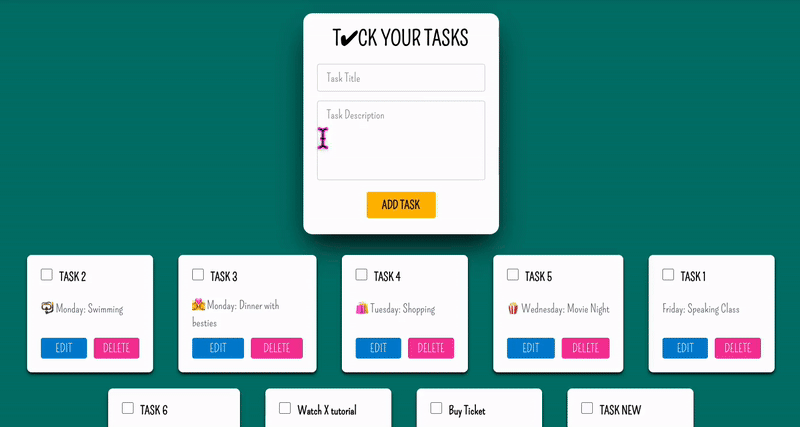 T✔CK YOUR TASKS
Task Title
Task Description
ADD TASK
TASK 2
🤿 Monday: Swimming
EDIT DELETE
TASK 3
👯 Monday: Dinner with
besties
EDIT DELETE
TASK 4
🛍️ Tuesday: Shopping
EDIT DELETE
TASK 5
🍿 Wednesday: Movie Night
EDIT DELETE
TASK 1
Friday: Speaking Class
EDIT DELETE
TASK 6
Watch X tutorial
Buy Ticket
TASK NEW